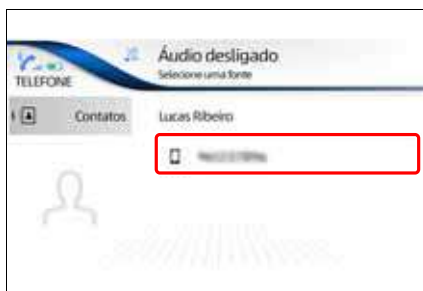 Áudio desligado
TELEFONE
Selecione uma fonte
Contatos
Lucas Ribeiro